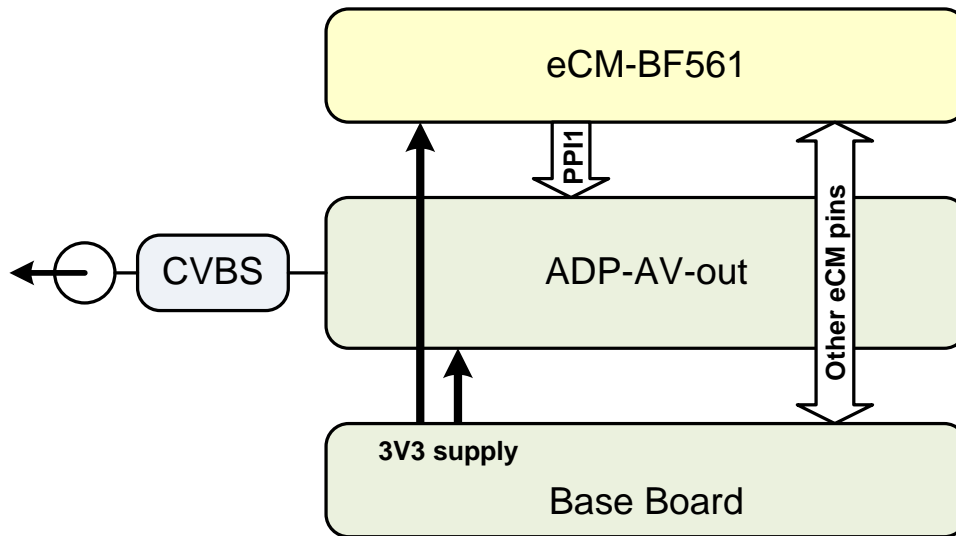 eCM-BF561
PPI1
Other eCM pins
CVBS
ADP-AV-out
3V3 supply
Base Board